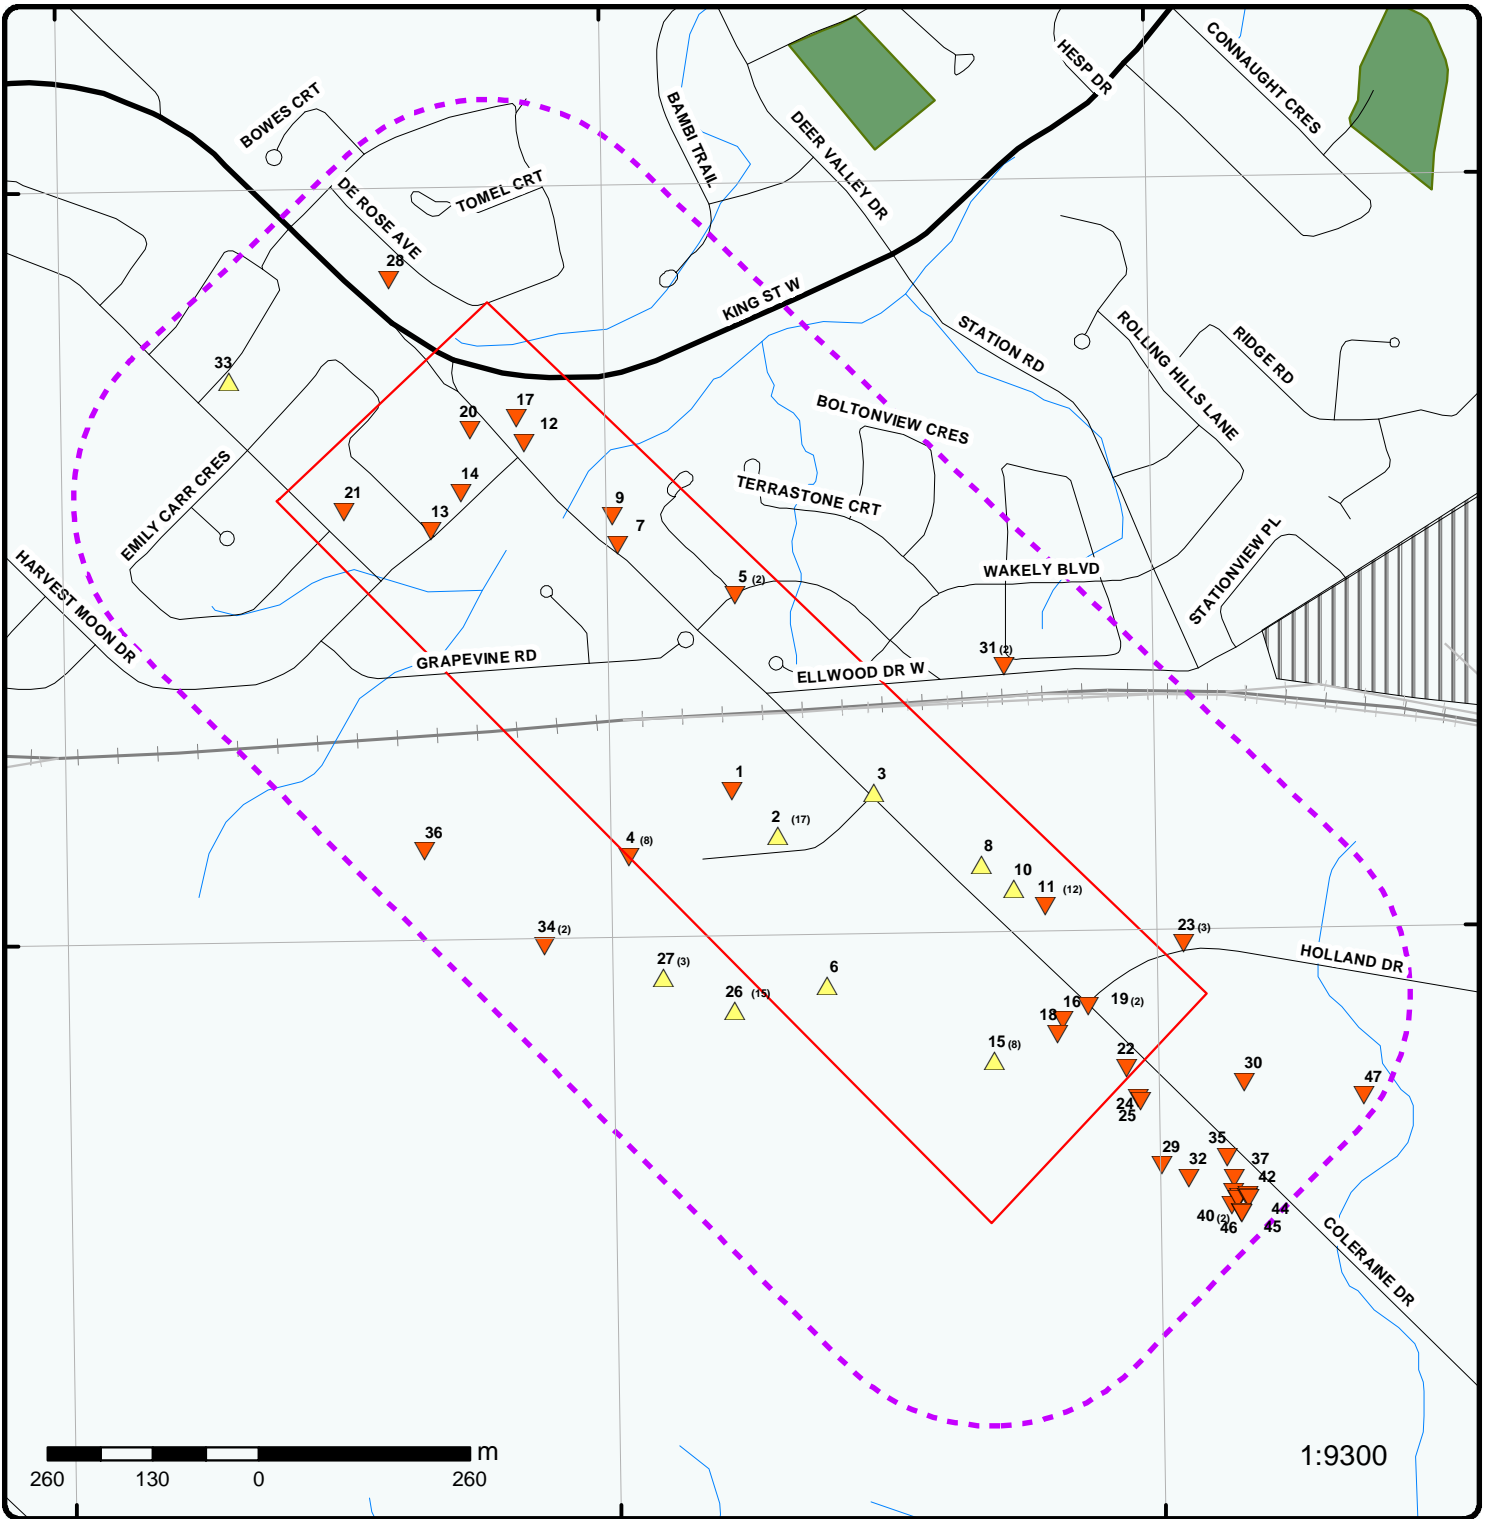 CONNAUGHT CRES
HESP DR
BOWES CRT
BAMBI TRAIL
DEER VALLEY DR
TOMEL CRT
DE ROSE AVE
28
KING ST W
STATION RD
ROLLING HILLS LANE
RIDGE RD
33
17
20
12
BOLTONVIEW CRES
14
21
13
9
7
TERRASTONE CRT
EMILY CARR CRES
HARVEST MOON DR
5 (2)
WAKELY BLVD
STATIONVIEW PL
31 (2)
GRAPEVINE RD
ELLWOOD DR W
1
3
2 (17)
36
4 (8)
8
10
11 (12)
34 (2)
23 (3)
HOLLAND DR
27 (3)
6
26 (15)
16
19 (2)
18
15 (8)
22
30
47
24
25
35
29
32
37
42
40 (2)
44
46
45
COLERAINE DR
m
260 130 0 260
1:9300